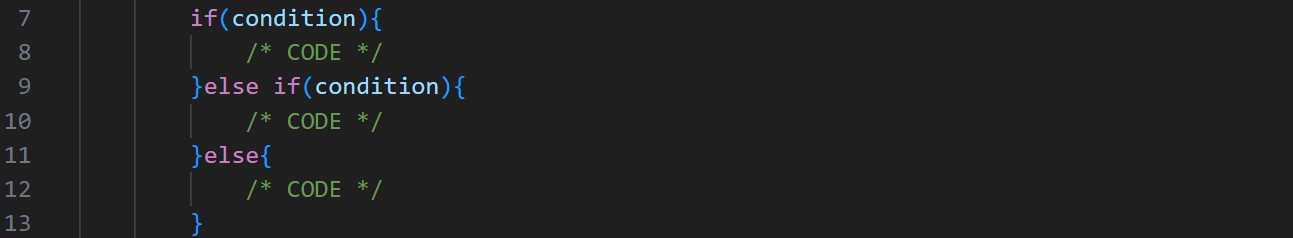 7 if(condition){
8 /* CODE */
9 }else if(condition){
10 /* CODE */
11 }else{
12 /* CODE */
13 }